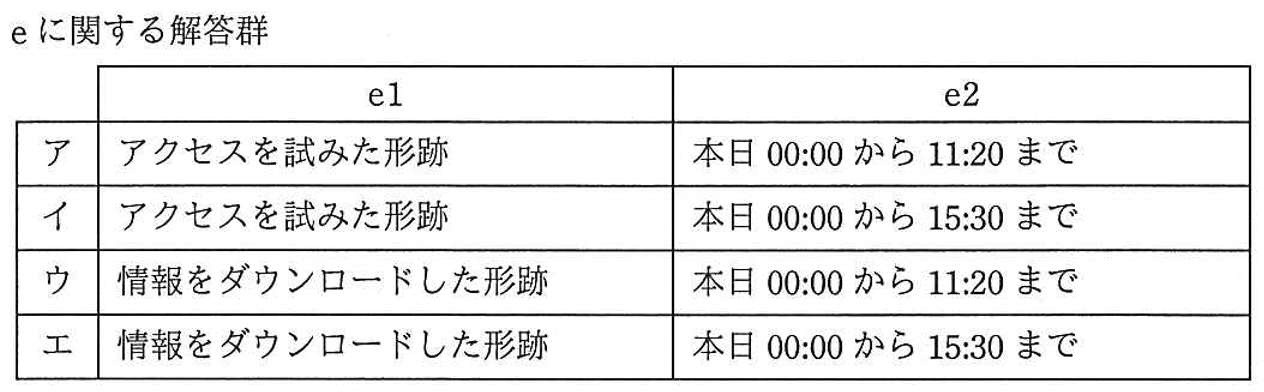 eに関する解答群
e1 e2
ア アクセスを試みた形跡 本日 00:00 から 11:20 まで
イ アクセスを試みた形跡 本日 00:00 から 15:30 まで
ウ 情報をダウンロードした形跡 本日 00:00 から 11:20 まで
エ 情報をダウンロードした形跡 本日 00:00 から 15:30 まで